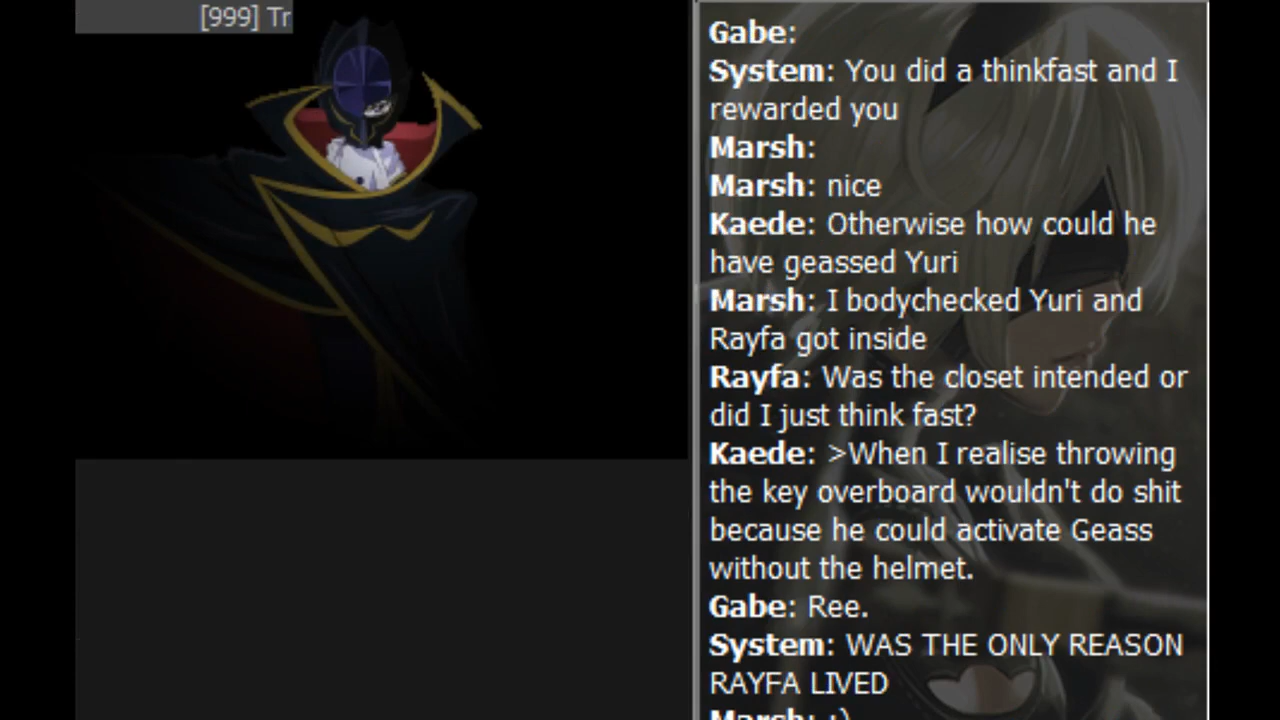 [999] Tr
Gabe:
System: You did a thinkfast and I
rewarded you
Marsh:
Marsh: nice
Kaede: Otherwise how could he
have geassed Yuri
Marsh: I bodychecked Yuri and
Rayfa got inside
Rayfa: Was the closet intended or
did I just think fast?
Kaede: >When I realise throwing
the key overboard wouldn't do shit
because he could activate Geass
without the helmet.
Gabe: Ree.
System: WAS THE ONLY REASON
RAYFA LIVED
Marsh: :)